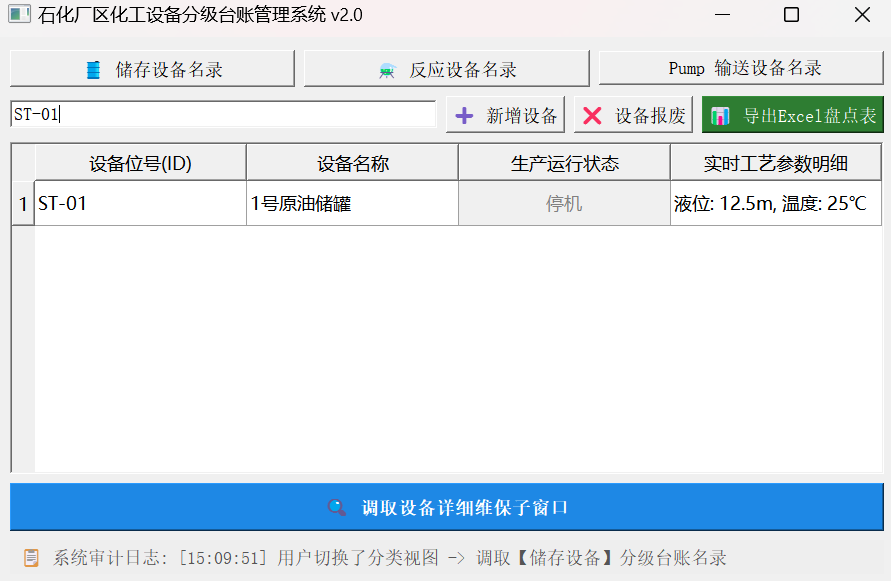 石化厂区化工设备分级台账管理系统 v2.0
储存设备名录 反应设备名录 Pump 输送设备名录
ST-01 新增设备 设备报废 导出Excel盘点表
设备位号(ID) 设备名称 生产运行状态 实时工艺参数明细
1 ST-01 1号原油储罐 停机 液位: 12.5m, 温度: 25℃
调取设备详细维保子窗口
系统审计日志: [15:09:51] 用户切换了分类视图 -> 调取【储存设备】分级台账名录